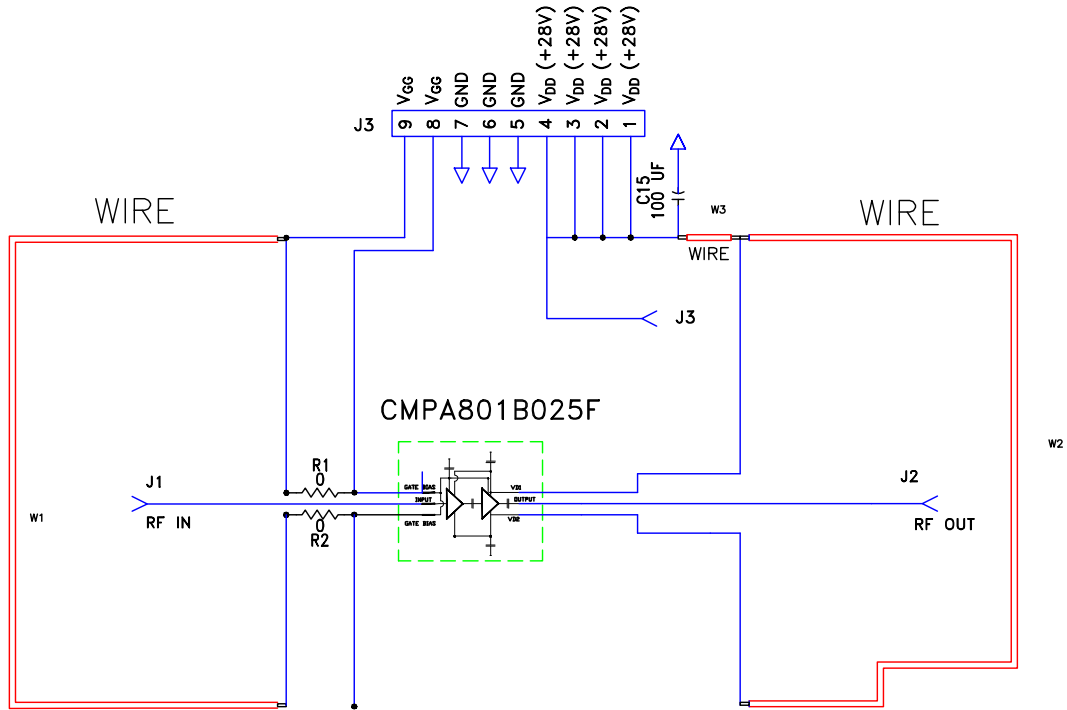 VDD (+28V)
VDD (+28V)
VDD (+28V)
VDD (+28V)
VGG
VGG
GND
GND
GND
J3
9 8 7 6 5 4 3 2 1
C15
100 UF
W3
WIRE
WIRE
WIRE
J3
CMPA801B025F
W2
R1
0
J1
J2
GATE BIAS
VD1
INPUT
OUTPUT
W1
RF IN
0
GATE BIAS
VD2
RF OUT
R2